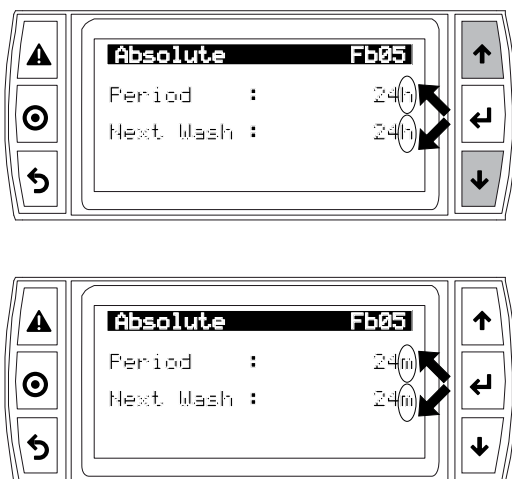 Absolute Fb05
Period : 24h
Next Wash : 24h
Absolute Fb05
Period : 24m
Next Wash : 24m